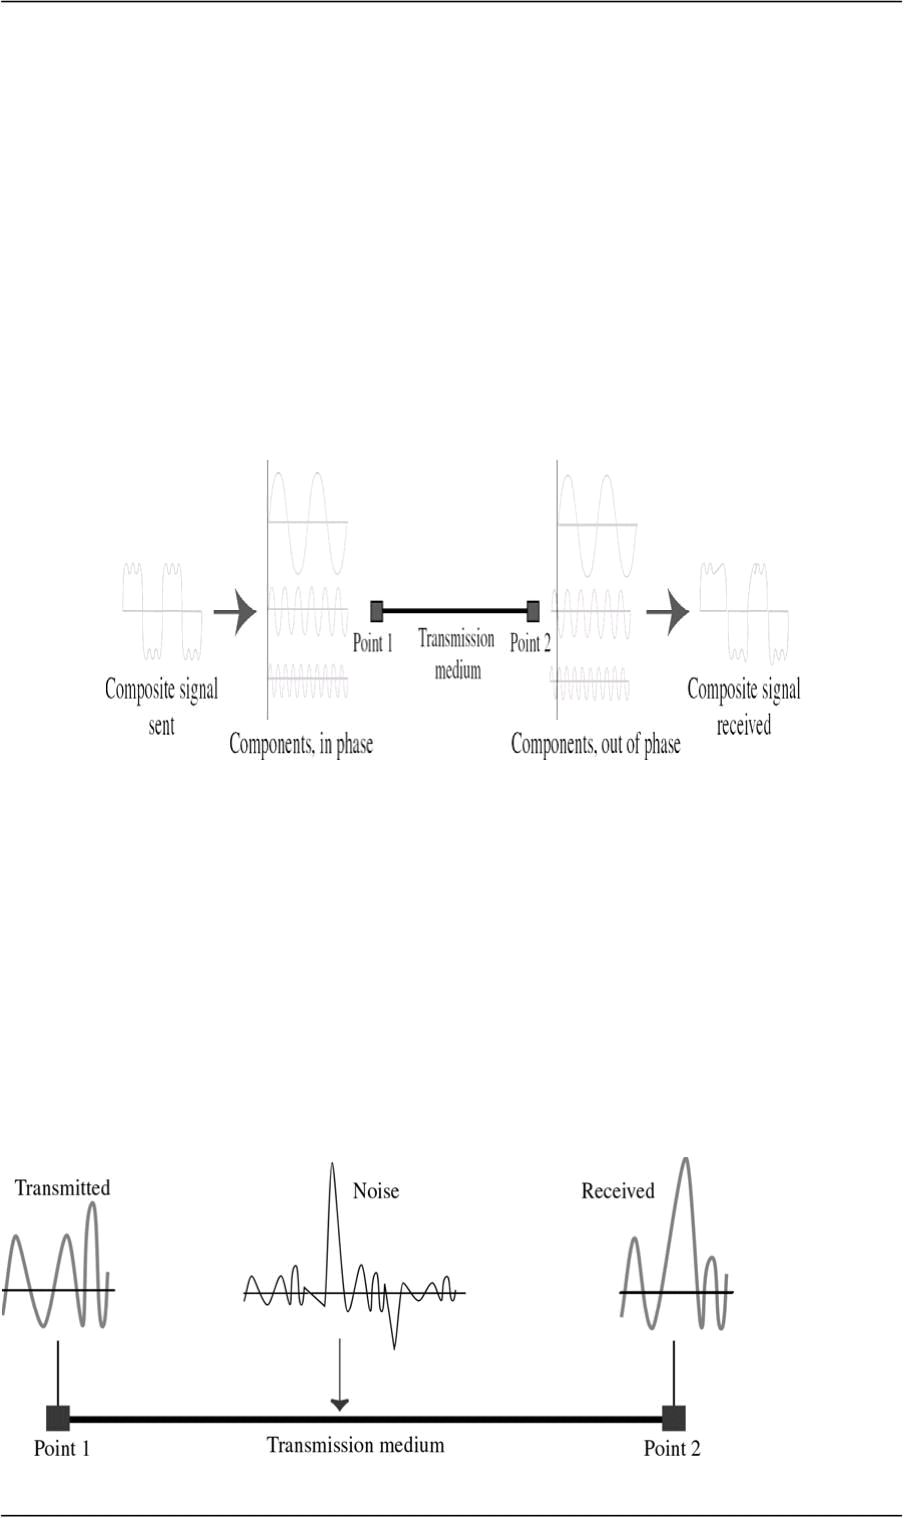 Point 1
Transmission
medium
Point 2
Composite signal
sent
Composite signal
received
Components, in phase
Components, out of phase
Transmitted
Noise
Received
Point 1
Transmission medium
Point 2